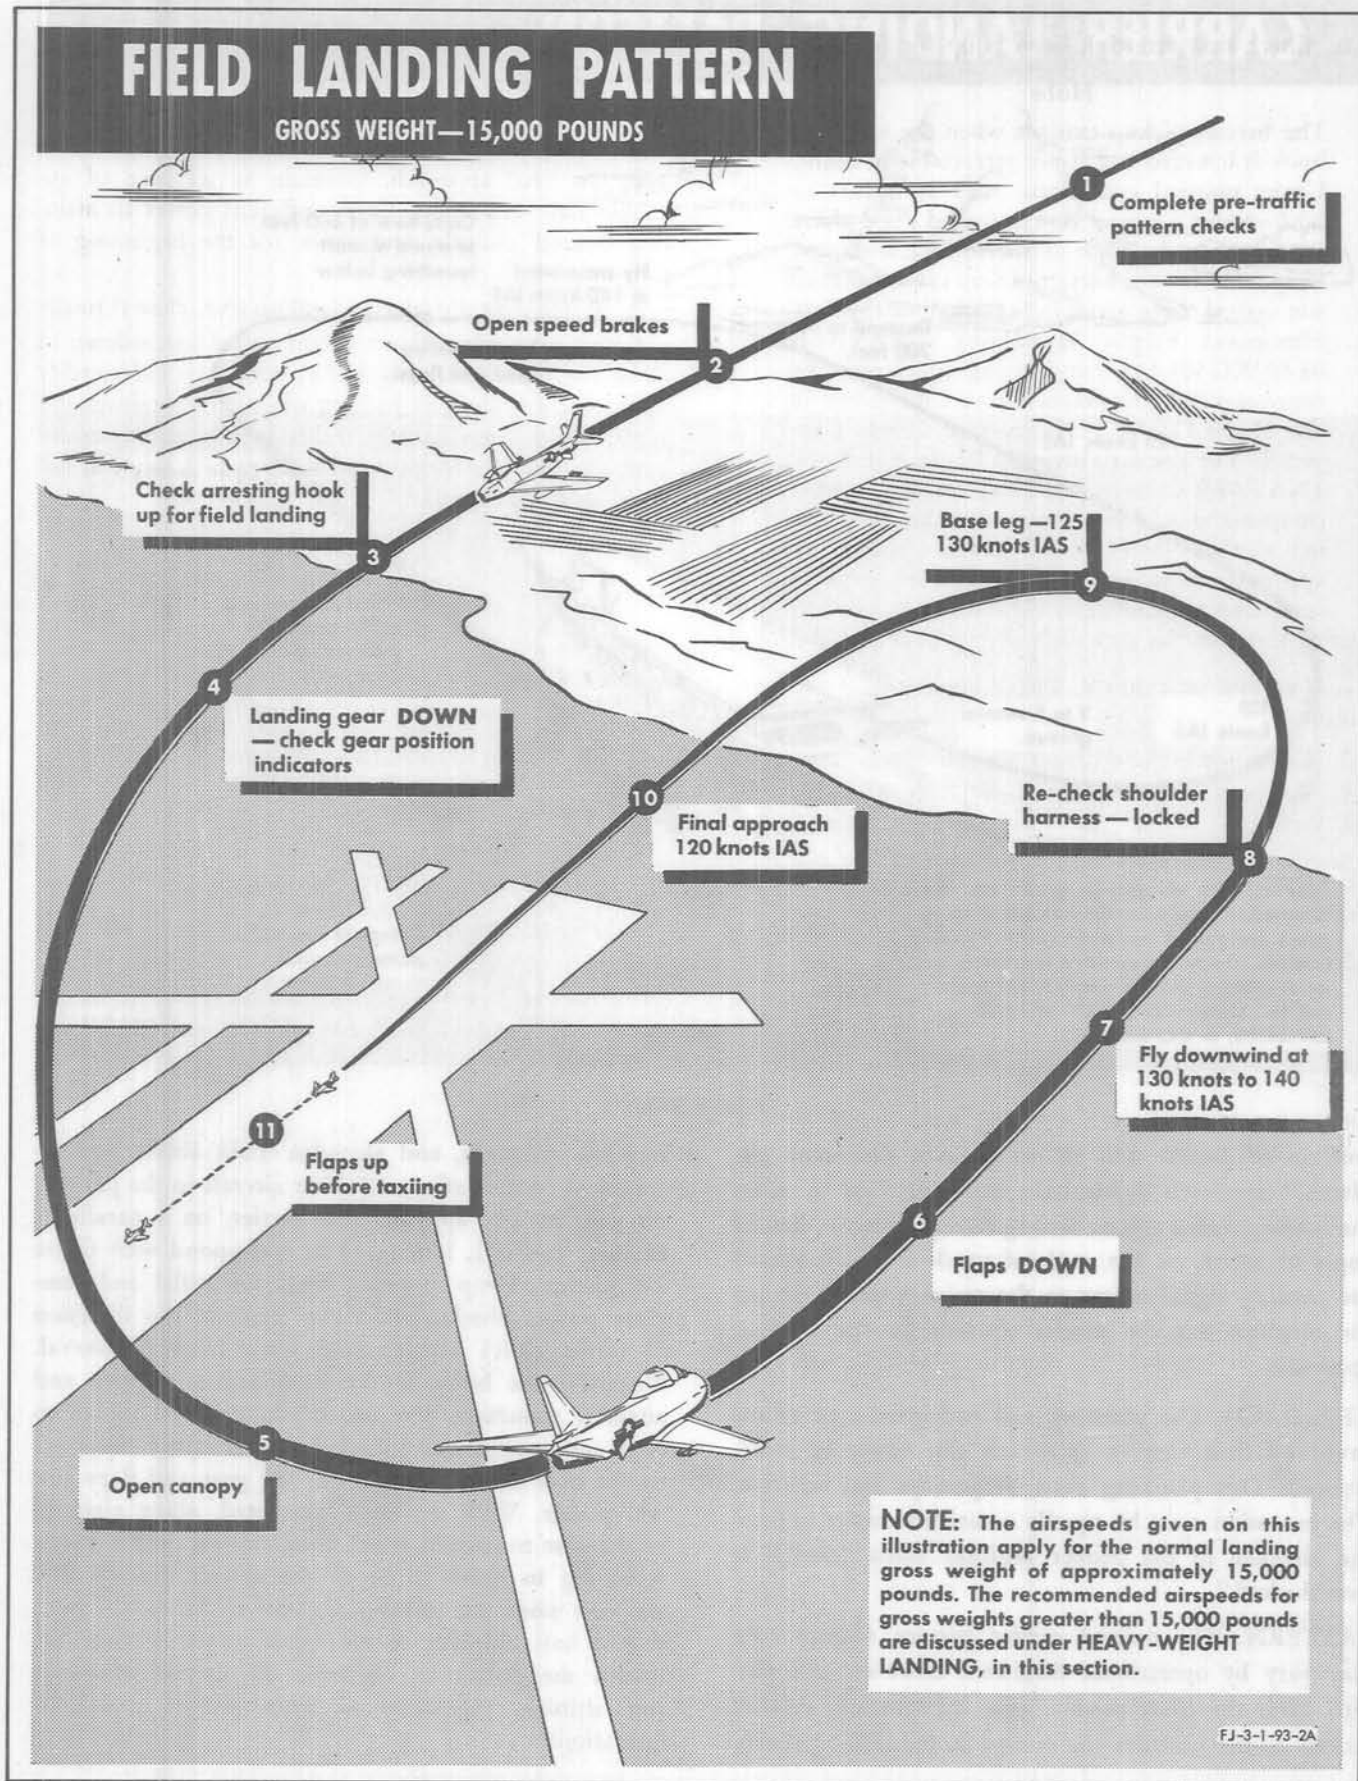 FIELD LANDING PATTERN
GROSS WEIGHT—15,000 POUNDS
1
Complete pre-traffic
pattern checks
Open speed brakes
2
Check arresting hook
up for field landing
3
4
Landing gear DOWN
— check gear position
indicators
5
Open canopy
6
Flaps DOWN
7
Fly downwind at
130 knots to 140
knots IAS
Re-check shoulder
harness — locked
8
Base leg —125
130 knots IAS
9
10
Final approach
120 knots IAS
11
Flaps up
before taxiing
NOTE: The airspeeds given on this
illustration apply for the normal landing
gross weight of approximately 15,000
pounds. The recommended airspeeds for
gross weights greater than 15,000 pounds
are discussed under HEAVY-WEIGHT
LANDING, in this section.
FJ-3-1-93-2A